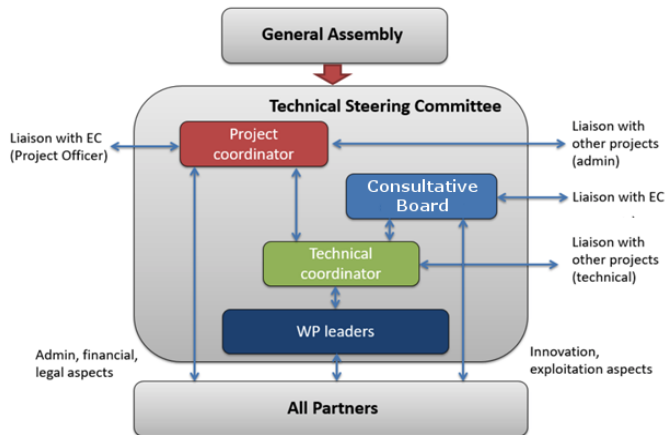 General Assembly
Technical Steering Committee
Liaison with EC
(Project Officer)
Project
coordinator
Liaison with
other projects
(admin)
Consultative
Board
Liaison with EC
.
Technical
coordinator
Liaison with
other projects
(technical)
WP leaders
Admin, financial,
legal aspects
Innovation,
exploitation aspects
All Partners